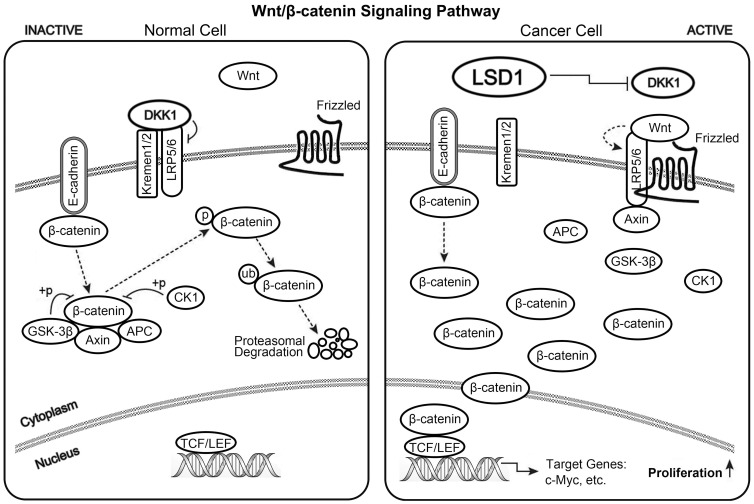 Wnt/β-catenin Signaling Pathway
INACTIVE
Normal Cell
Wnt
DKK1
Frizzled
E-cadherin
Kremen1/2
LRP5/6
β-catenin
p
β-catenin
ub
β-catenin
+p
+p
β-catenin
CK1
GSK-3β
APC
Axin
Proteasomal
Degradation
Cytoplasm
Nucleus
TCF/LEF
Cancer Cell
ACTIVE
LSD1
DKK1
E-cadherin
Kremen1/2
Wnt
Frizzled
LRP5/6
β-catenin
Axin
APC
GSK-3β
CK1
β-catenin
β-catenin
β-catenin
β-catenin
β-catenin
β-catenin
β-catenin
TCF/LEF
Target Genes:
c-Myc, etc.
Proliferation